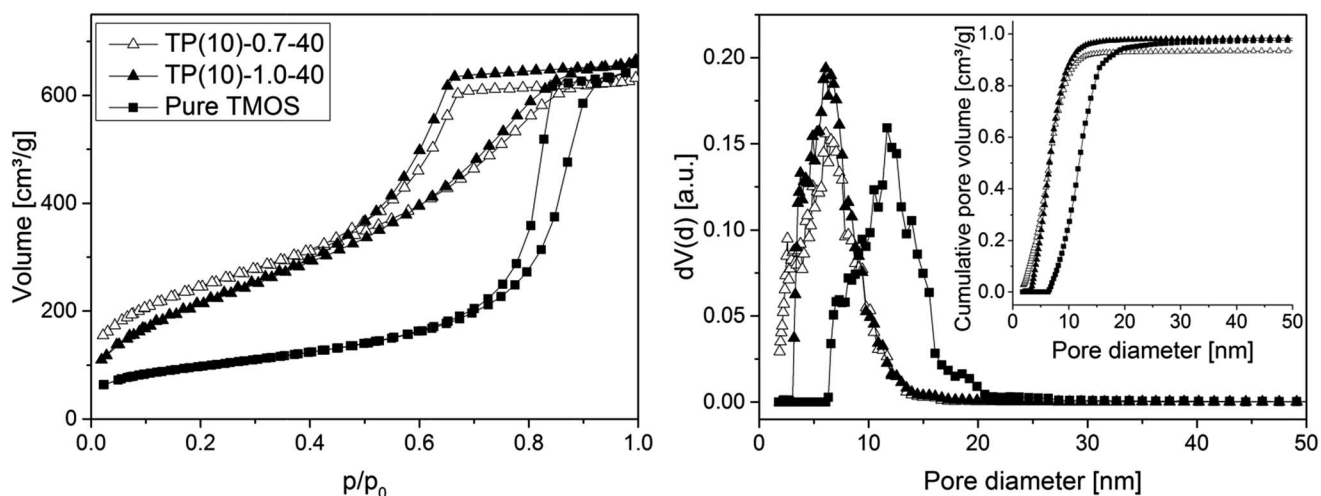 TP(10)-0.7-40
TP(10)-1.0-40
Pure TMOS
Volume [cm³/g]
600
400
200
0
0.0 0.2 0.4 0.6 0.8 1.0
p/p₀
dV(d) [a.u.]
0.20
0.15
0.10
0.05
0.00
0 10 20 30 40 50
Pore diameter [nm]
Cumulative pore volume [cm³/g]
1.0
0.8
0.6
0.4
0.2
0.0
0 10 20 30 40 50
Pore diameter [nm]